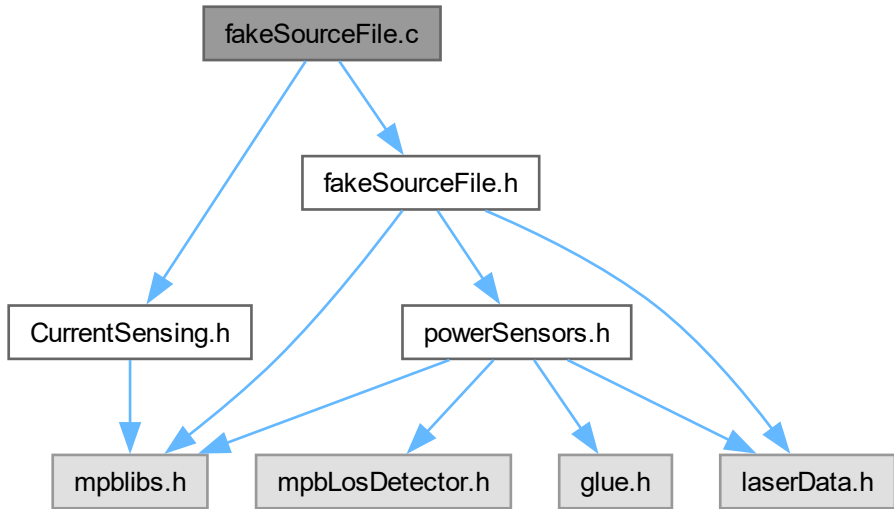 fakeSourceFile.c
fakeSourceFile.h
CurrentSensing.h
powerSensors.h
mpblibs.h
mpbLosDetector.h
glue.h
laserData.h